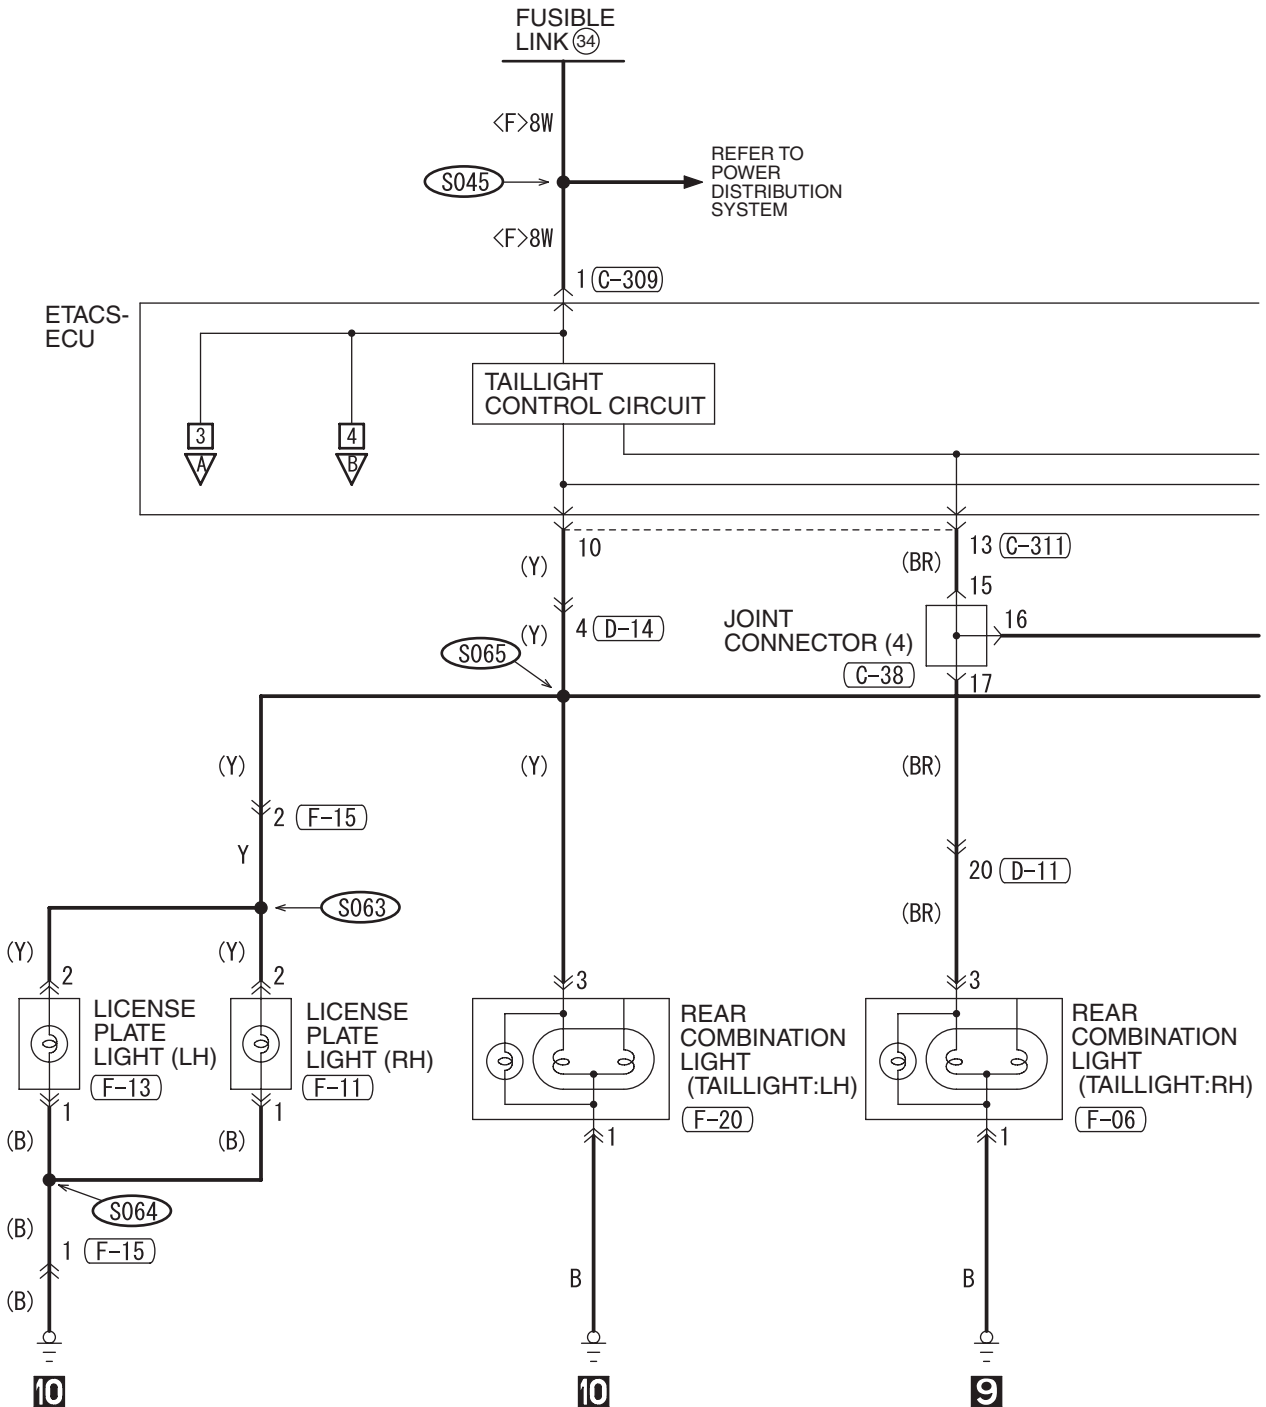 FUSIBLE
LINK 34
<F>8W
S045
REFER TO
POWER
DISTRIBUTION
SYSTEM
<F>8W
1 C-309
ETACS-
ECU
TAILLIGHT
CONTROL CIRCUIT
3
4
A
B
10
13 C-311
(Y)
(BR)
15
4 D-14
(Y)
JOINT
CONNECTOR (4)
16
S065
C-38
17
(Y)
(Y)
(BR)
2 F-15
Y
20 D-11
S063
(BR)
(Y)
(Y)
2
2
3
3
LICENSE
PLATE
LIGHT (LH)
F-13
LICENSE
PLATE
LIGHT (RH)
F-11
REAR
COMBINATION
LIGHT
(TAILLIGHT:LH)
F-20
REAR
COMBINATION
LIGHT
(TAILLIGHT:RH)
F-06
1
1
1
1
(B)
(B)
S064
(B)
1 F-15
(B)
B
B
10
10
9